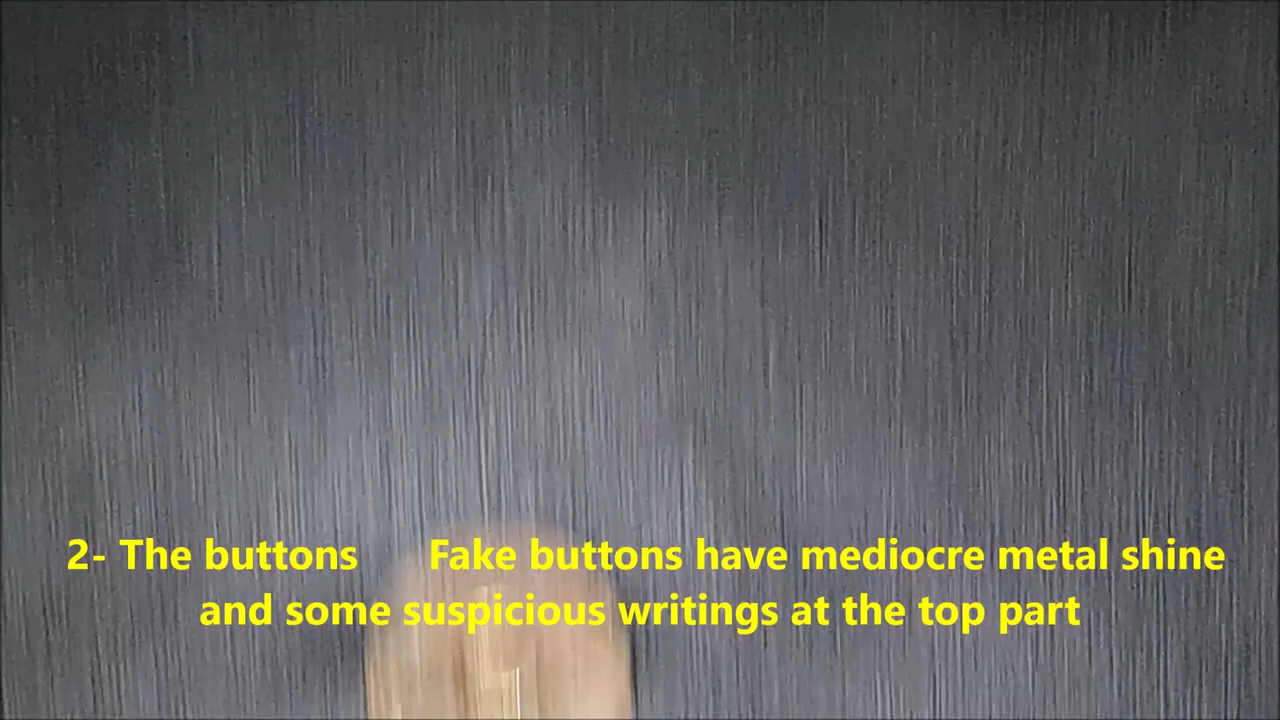 2- The buttons      Fake buttons have mediocre metal shine
and some suspicious writings at the top part